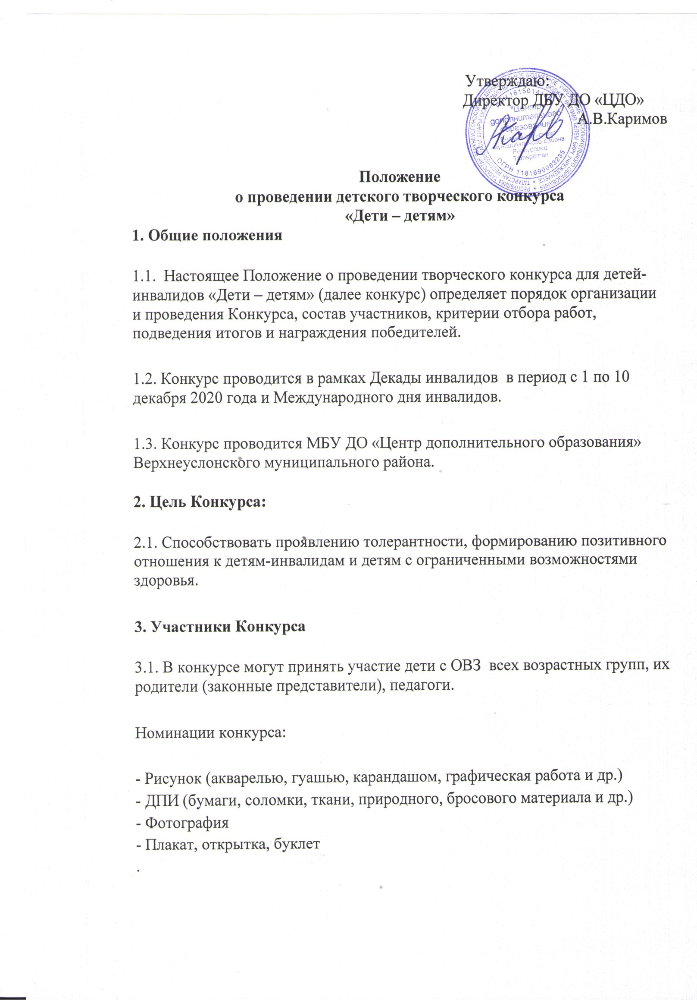 Утверждаю:
Директор ДБУ ДО «ЦДО»
А.В.Каримов
"Центр
дополнительного
образования"
муниципального района
Республики
Татарстан
ОГРН 1181690063235
Положение
о проведении детского творческого конкурса
«Дети – детям»
1. Общие положения
1.1.  Настоящее Положение о проведении творческого конкурса для детей-
инвалидов «Дети – детям» (далее конкурс) определяет порядок организации
и проведения Конкурса, состав участников, критерии отбора работ,
подведения итогов и награждения победителей.
1.2. Конкурс проводится в рамках Декады инвалидов  в период с 1 по 10
декабря 2020 года и Международного дня инвалидов.
1.3. Конкурс проводится МБУ ДО «Центр дополнительного образования»
Верхнеуслонского муниципального района.
2. Цель Конкурса:
2.1. Способствовать проявлению толерантности, формированию позитивного
отношения к детям-инвалидам и детям с ограниченными возможностями
здоровья.
3. Участники Конкурса
3.1. В конкурсе могут принять участие дети с ОВЗ  всех возрастных групп, их
родители (законные представители), педагоги.
Номинации конкурса:
- Рисунок (акварелью, гуашью, карандашом, графическая работа и др.)
- ДПИ (бумаги, соломки, ткани, природного, бросового материала и др.)
- Фотография
- Плакат, открытка, буклет
.